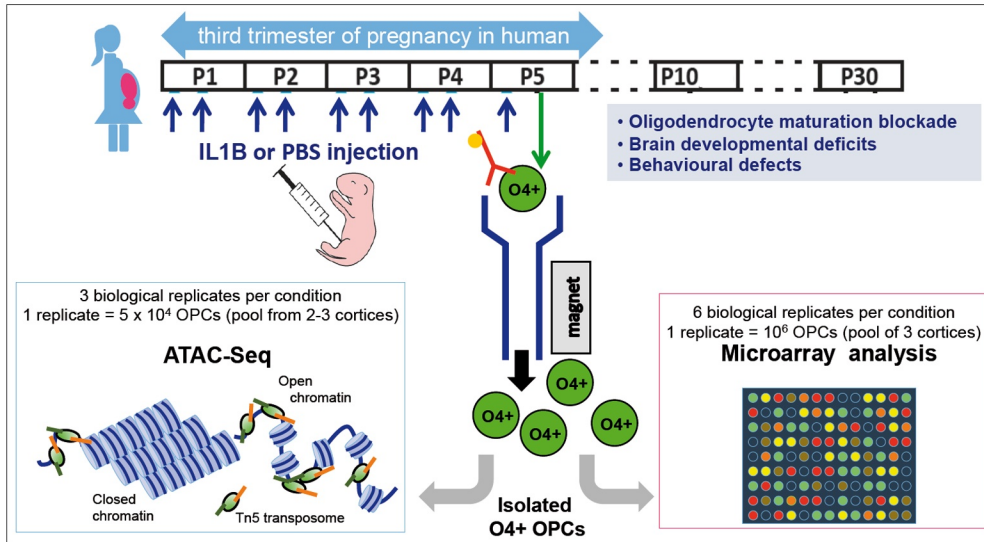 third trimester of pregnancy in human
P1 P2 P3 P4 P5 P10 P30
IL1B or PBS injection
• Oligodendrocyte maturation blockade
• Brain developmental deficits
• Behavioural defects
O4+
magnet
3 biological replicates per condition
1 replicate = 5 x 10⁴ OPCs (pool from 2-3 cortices)
ATAC-Seq
Open
chromatin
Closed
chromatin
Tn5 transposome
O4+
O4+
O4+
O4+
Isolated
O4+ OPCs
6 biological replicates per condition
1 replicate = 10⁶ OPCs (pool of 3 cortices)
Microarray analysis